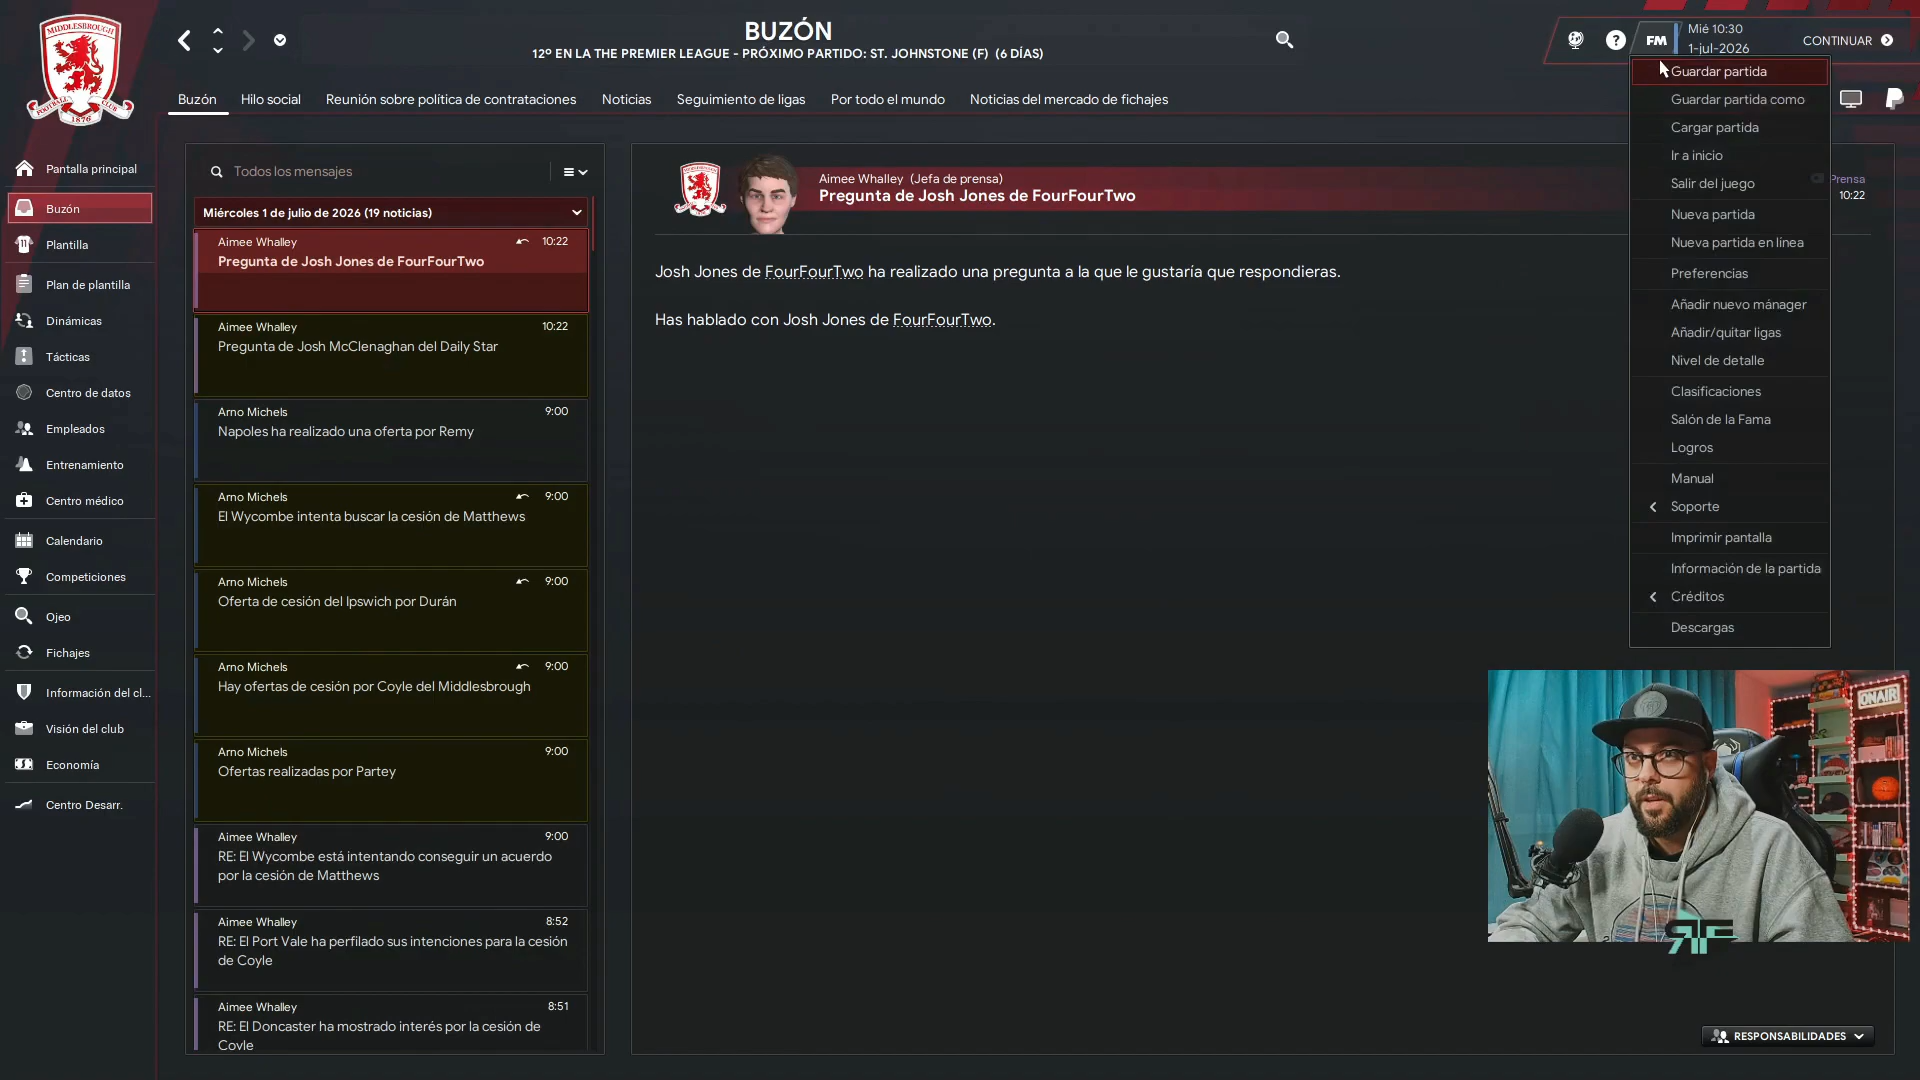 MIDDLESBROUGH
1876
BUZÓN
12º EN LA THE PREMIER LEAGUE - PRÓXIMO PARTIDO: ST. JOHNSTONE (F) (6 DÍAS)
FM
Mié 10:30
1-jul-2026
CONTINUAR
Buzón
Hilo social
Reunión sobre política de contrataciones
Noticias
Seguimiento de ligas
Por todo el mundo
Noticias del mercado de fichajes
Pantalla principal
Buzón
Plantilla
Plan de plantilla
Dinámicas
Tácticas
Centro de datos
Empleados
Entrenamiento
Centro médico
Calendario
Competiciones
Ojeo
Fichajes
Información del cl...
Visión del club
Economía
Centro Desarr.
Todos los mensajes
Miércoles 1 de julio de 2026 (19 noticias)
Aimee Whalley 10:22
Pregunta de Josh Jones de FourFourTwo
Aimee Whalley 10:22
Pregunta de Josh McClenaghan del Daily Star
Arno Michels 9:00
Napoles ha realizado una oferta por Remy
Arno Michels 9:00
El Wycombe intenta buscar la cesión de Matthews
Arno Michels 9:00
Oferta de cesión del Ipswich por Durán
Arno Michels 9:00
Hay ofertas de cesión por Coyle del Middlesbrough
Arno Michels 9:00
Ofertas realizadas por Partey
Aimee Whalley 9:00
RE: El Wycombe está intentando conseguir un acuerdo
por la cesión de Matthews
Aimee Whalley 8:52
RE: El Port Vale ha perfilado sus intenciones para la cesión
de Coyle
Aimee Whalley 8:51
RE: El Doncaster ha mostrado interés por la cesión de
Coyle
Aimee Whalley (Jefa de prensa)
Pregunta de Josh Jones de FourFourTwo
Prensa
10:22
Josh Jones de FourFourTwo ha realizado una pregunta a la que le gustaría que respondieras.
Has hablado con Josh Jones de FourFourTwo.
Guardar partida
Guardar partida como
Cargar partida
Ir a inicio
Salir del juego
Nueva partida
Nueva partida en línea
Preferencias
Añadir nuevo mánager
Añadir/quitar ligas
Nivel de detalle
Clasificaciones
Salón de la Fama
Logros
Manual
Soporte
Imprimir pantalla
Información de la partida
Créditos
Descargas
ON AIR
RTF
RESPONSABILIDADES